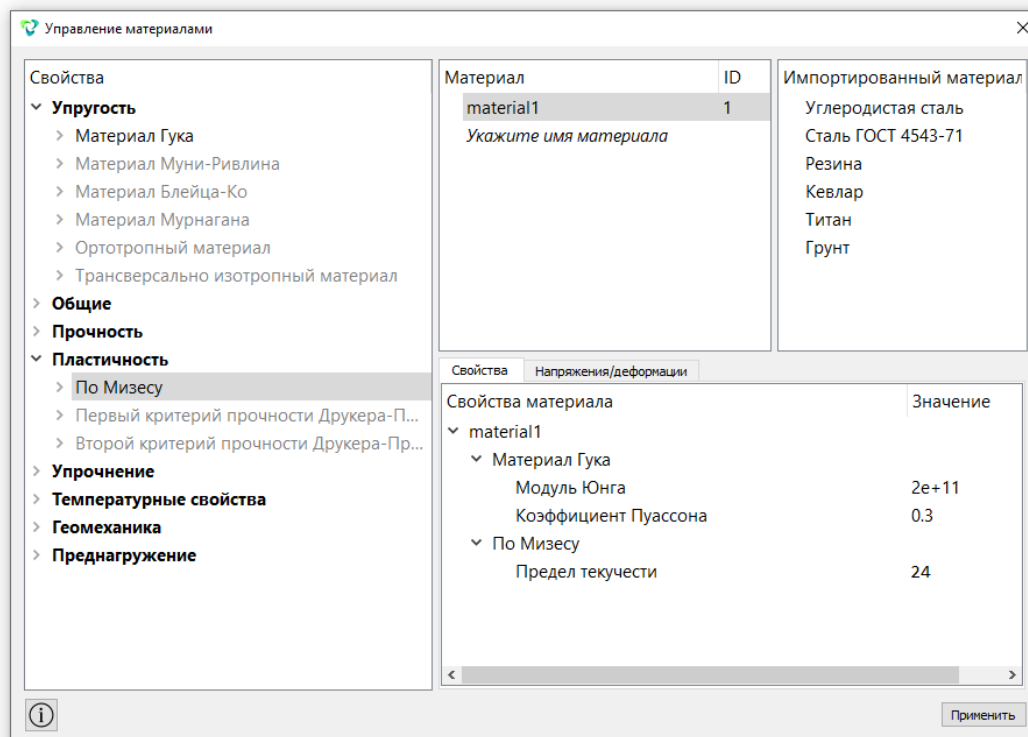 Управление материалами
Свойства
Упругость
Материал Гука
Материал Муни-Ривлина
Материал Блейца-Ко
Материал Мурнагана
Ортотропный материал
Трансверсально изотропный материал
Общие
Прочность
Пластичность
По Мизесу
Первый критерий прочности Друкера-П...
Второй критерий прочности Друкера-Пр...
Упрочнение
Температурные свойства
Геомеханика
Преднагружение
Материал ID
material1 1
Укажите имя материала
Импортированный материал
Углеродистая сталь
Сталь ГОСТ 4543-71
Резина
Кевлар
Титан
Грунт
Свойства Напряжения/деформации
Свойства материала Значение
material1
Материал Гука
Модуль Юнга 2e+11
Коэффициент Пуассона 0.3
По Мизесу
Предел текучести 24
Применить